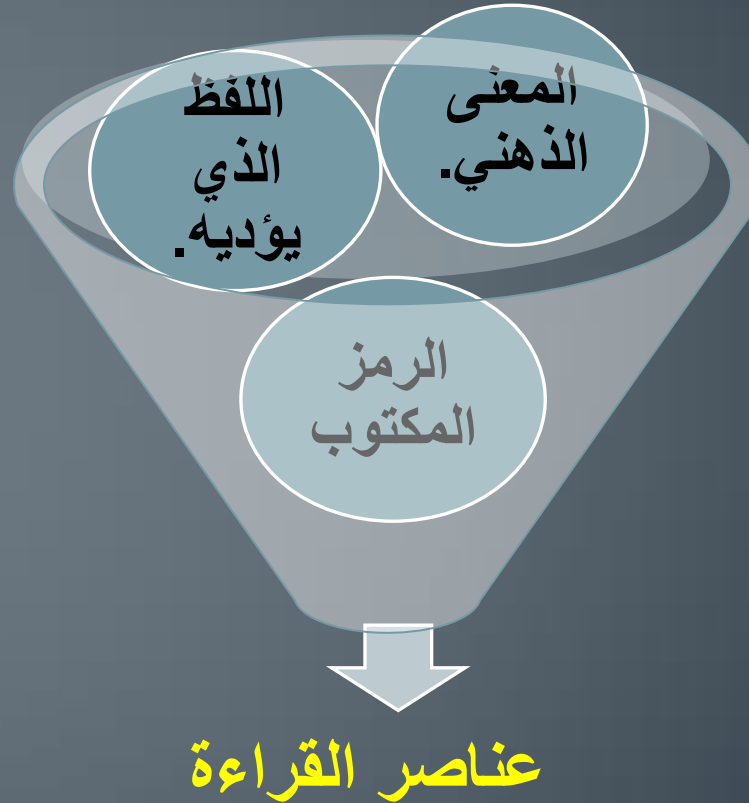 المعنى
الذهني.
اللفظ
الذي
يؤديه.
الرمز
المكتوب
عناصر القراءة